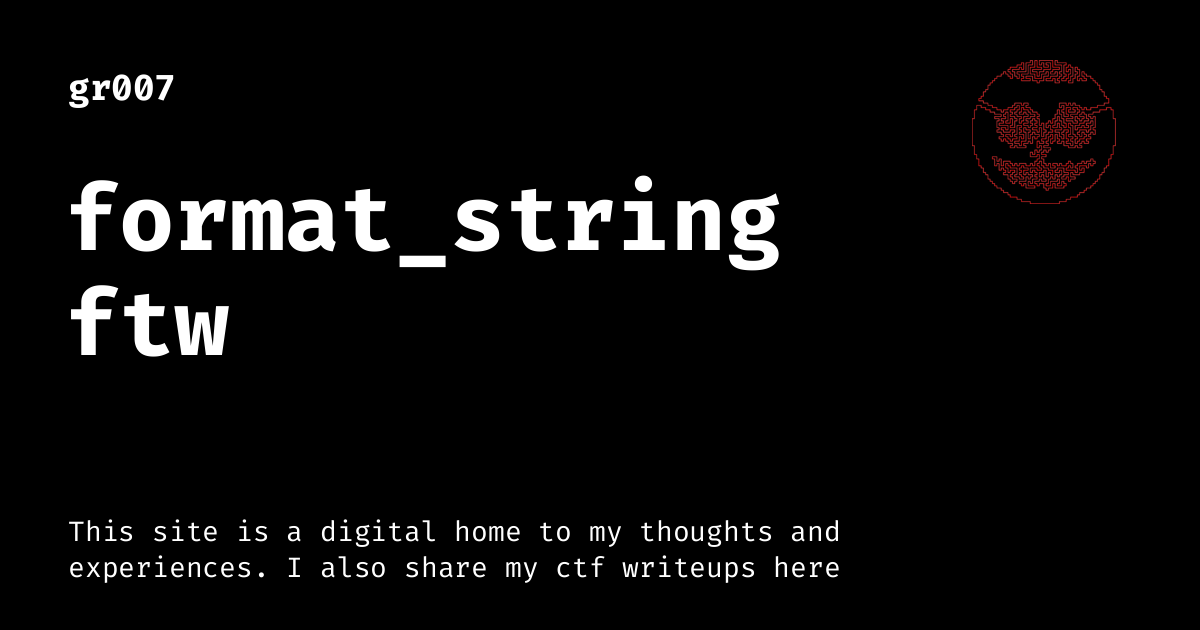 gr007
format_string
ftw
This site is a digital home to my thoughts and
experiences. I also share my ctf writeups here